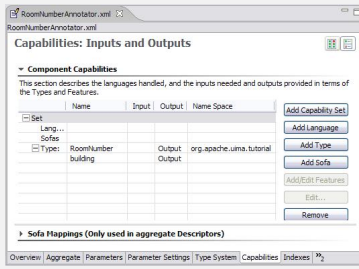 RoomNumberAnnotator.xml
RoomNumberAnnotator.xml
Capabilities: Inputs and Outputs
Component Capabilities
This section describes the languages handled, and the inputs needed and outputs provided in terms of
the Types and Features.
Name Input Output Name Space
Set
Lang...
Sofas
Type: RoomNumber Output org.apache.uima.tutorial
building Output
Add Capability Set
Add Language
Add Type
Add Sofa
Add/Edit Features
Edit...
Remove
Sofa Mappings (Only used in aggregate Descriptors)
Overview Aggregate Parameters Parameter Settings Type System Capabilities Indexes »2